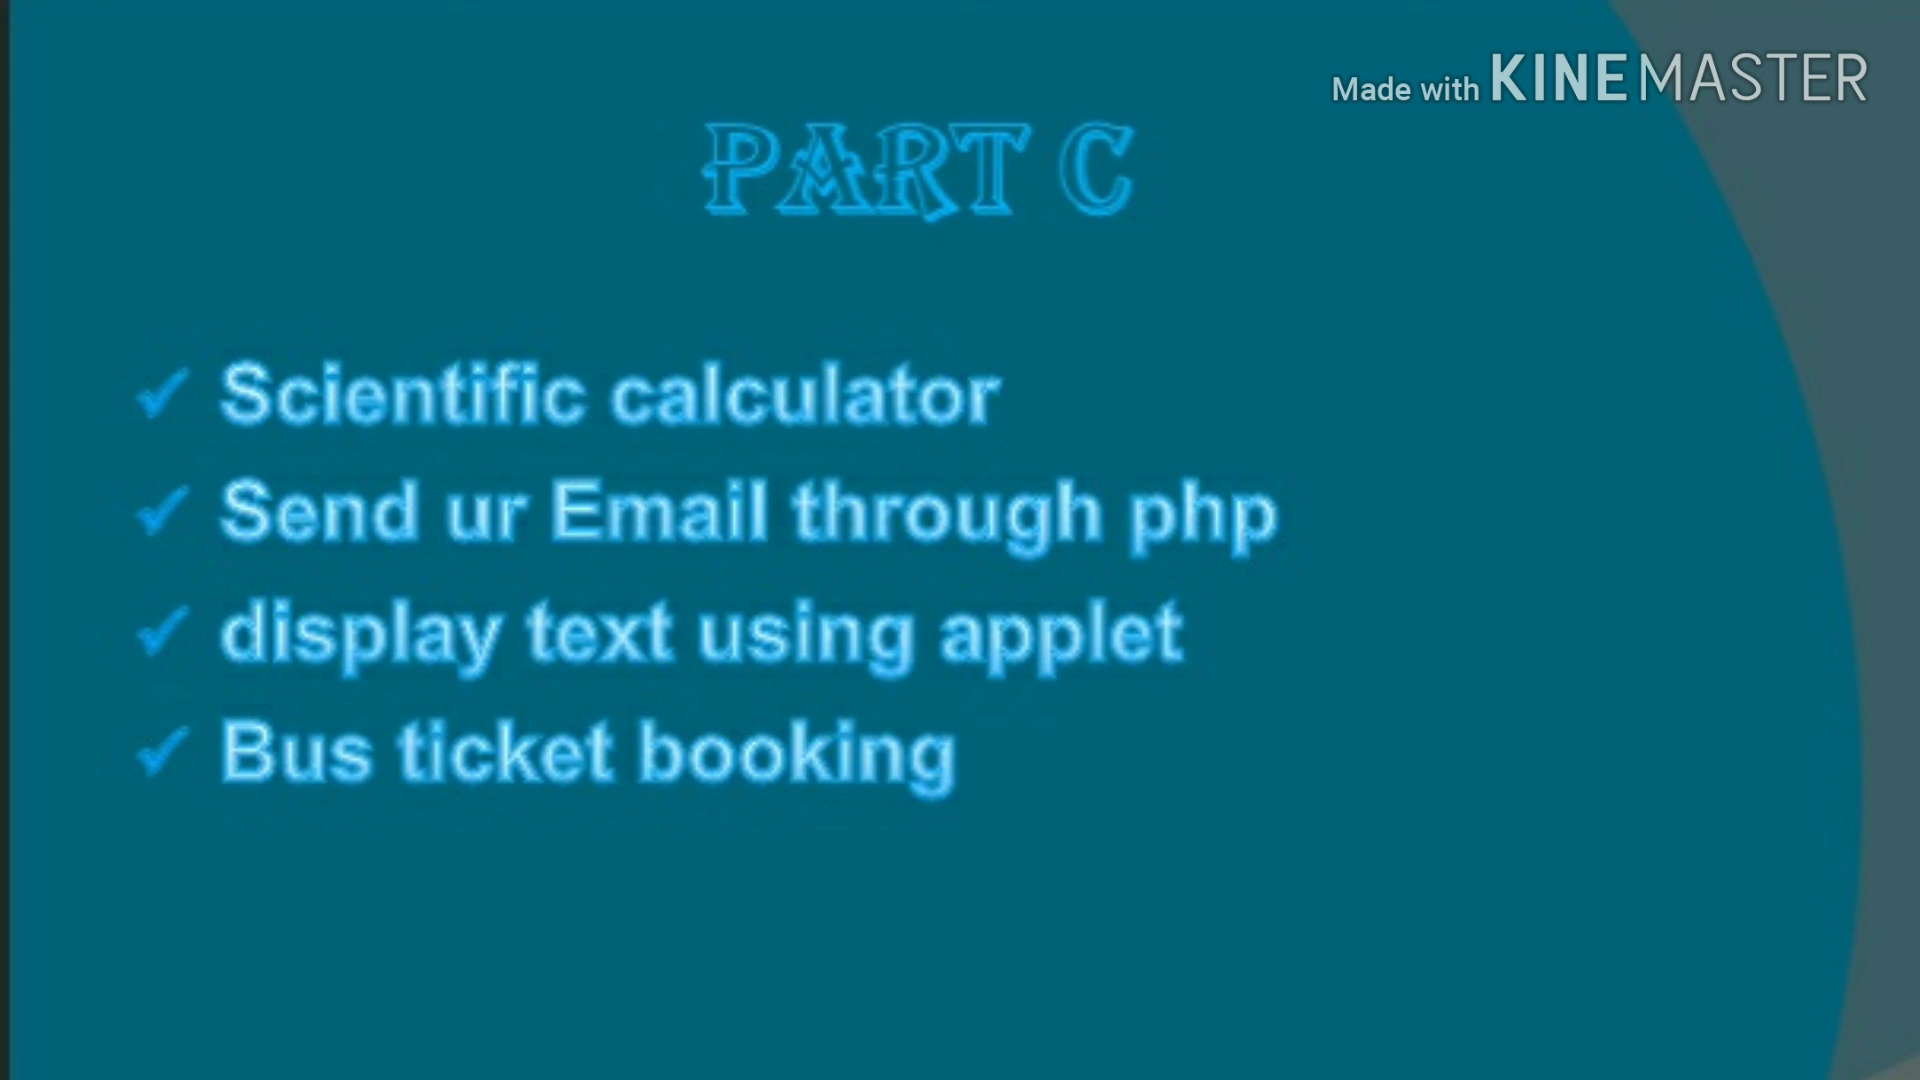 Made with KINEMASTER
PART C
✔ Scientific calculator
✔ Send ur Email through php
✔ display text using applet
✔ Bus ticket booking